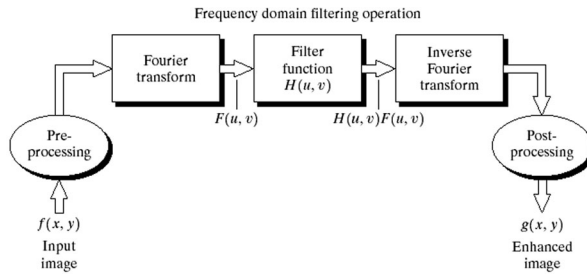 Frequency domain filtering operation
Fourier
transform
Filter
function
H(u, v)
Inverse
Fourier
transform
F(u, v)
H(u, v)F(u, v)
Pre-
processing
Post-
processing
f(x, y)
Input
image
g(x, y)
Enhanced
image